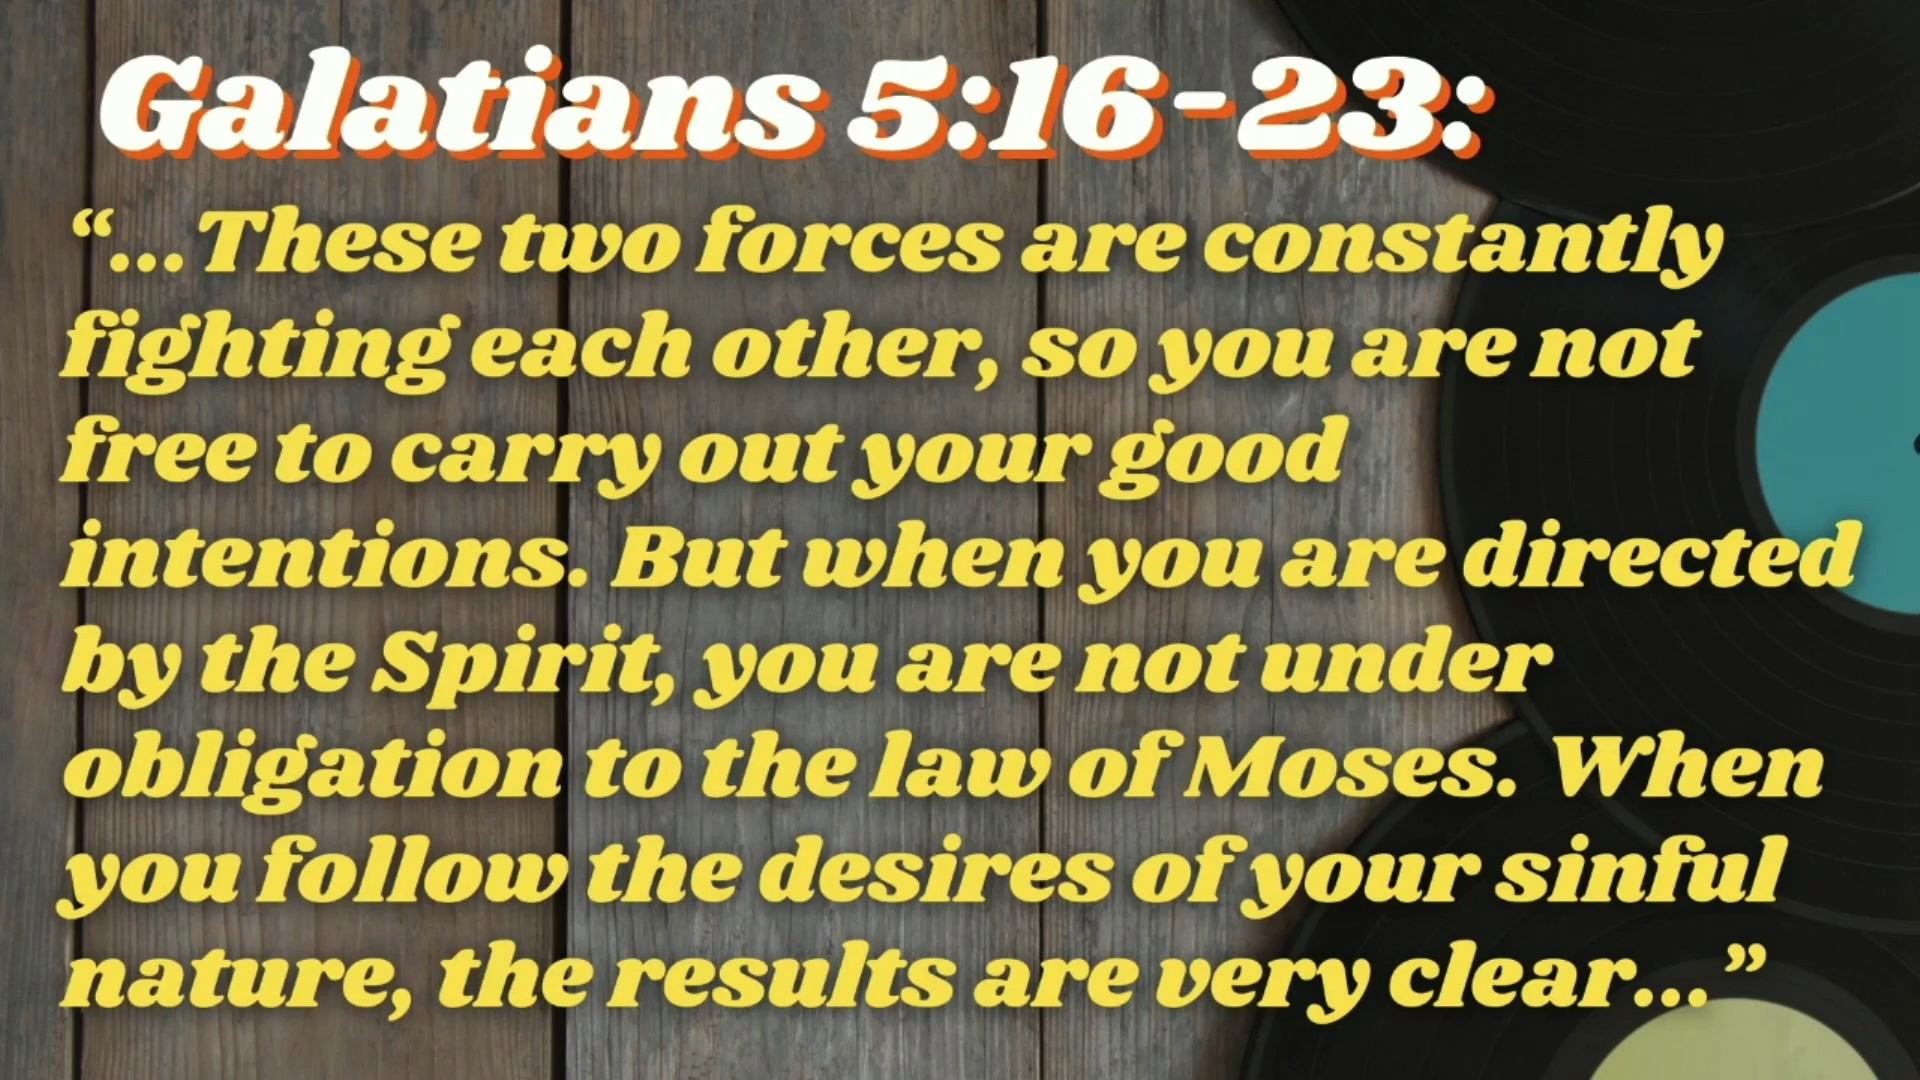 Galatians 5:16-23:
“...These two forces are constantly
fighting each other, so you are not
free to carry out your good
intentions. But when you are directed
by the Spirit, you are not under
obligation to the law of Moses. When
you follow the desires of your sinful
nature, the results are very clear...”